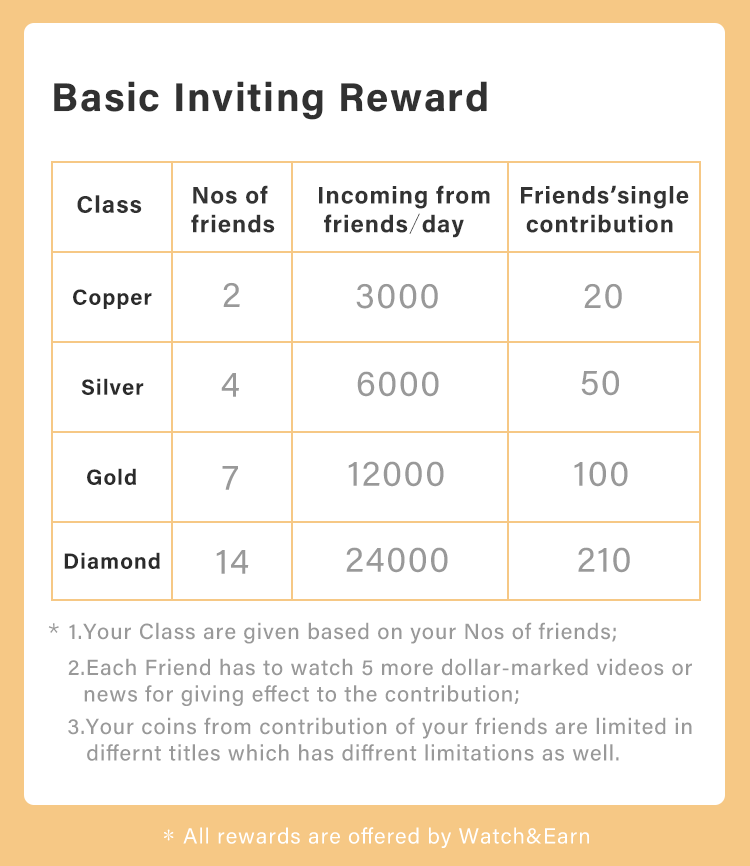 Basic Inviting Reward
Class
Nos of
friends
Incoming from
friends/day
Friends'single
contribution
Copper 2 3000 20
Silver 4 6000 50
Gold 7 12000 100
Diamond 14 24000 210
* 1.Your Class are given based on your Nos of friends;
2.Each Friend has to watch 5 more dollar-marked videos or
news for giving effect to the contribution;
3.Your coins from contribution of your friends are limited in
differnt titles which has diffrent limitations as well.
* All rewards are offered by Watch&Earn